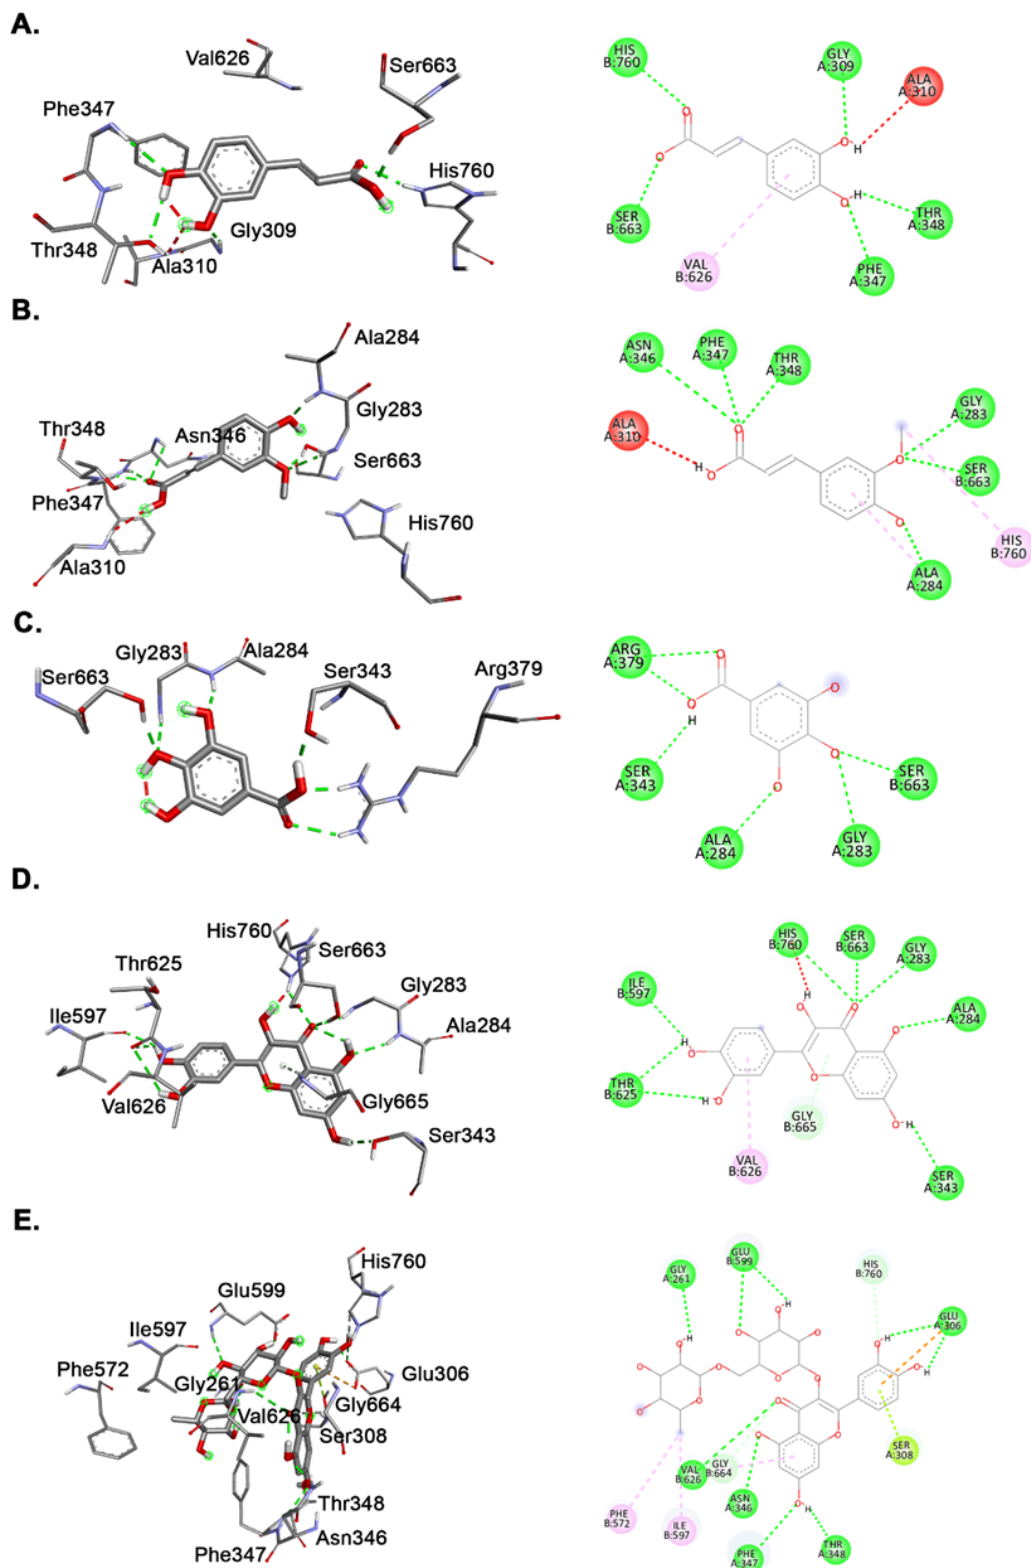 A.
Val626
Ser663
Phe347
His760
Gly309
Thr348
Ala310
HIS
B:760
GLY
A:309
ALA
A:310
H
O
O
O
O
H
SER
B:663
THR
A:348
VAL
B:626
PHE
A:347
B.
Ala284
Thr348
Asn346
Gly283
Ser663
Phe347
His760
Ala310
ASN
A:346
PHE
A:347
THR
A:348
GLY
A:283
ALA
A:310
O
O
H
O
SER
B:663
O
HIS
B:760
ALA
A:284
C.
Gly283
Ala284
Ser343
Arg379
Ser663
ARG
A:379
O
O
O
H
O
O
SER
A:343
SER
B:663
ALA
A:284
GLY
A:283
D.
His760
Ser663
Thr625
Gly283
Ile597
Ala284
Val626
Gly665
Ser343
HIS
B:760
SER
B:663
GLY
A:283
ILE
B:597
H
O
O
ALA
A:284
H
O
O
THR
B:625
H
O
O
GLY
B:665
O
H
VAL
B:626
SER
A:343
E.
His760
Glu599
Ile597
Phe572
Glu306
Gly261
Gly664
Val626
Ser308
Thr348
Asn346
Phe347
GLY
A:261
GLU
B:599
HIS
B:760
GLU
A:306
H
O
O
H
O
H
O
O
H
O
O
O
O
O
O
O
O
O
O
SER
A:308
VAL
B:626
GLY
B:664
ASN
A:346
PHE
B:572
ILE
B:597
O
H
PHE
A:347
THR
A:348